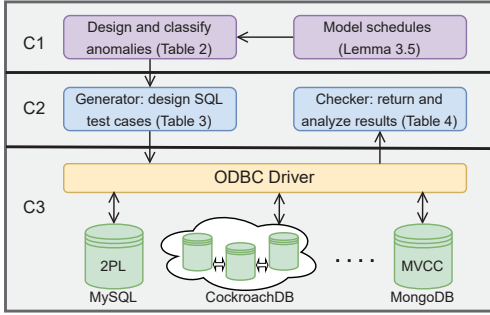 C1
Design and classify
anomalies (Table 2)
Model schedules
(Lemma 3.5)
C2
Generator: design SQL
test cases (Table 3)
Checker: return and
analyze results (Table 4)
C3
ODBC Driver
2PL
MySQL
CockroachDB
. . . .
MVCC
MongoDB